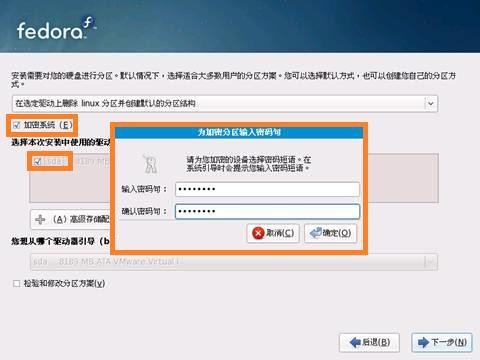 fedora
安装需要对您的硬盘进行分区。默认情况下，选择适合大多数用户的分区方案。您可以选择默认方式，也可以创建您自己的分区方
式。
在选定驱动上删除 linux 分区并创建默认的分区结构
加密系统 (E)
选择本次安装中使用的驱动
sda 8189 MB
为加密分区输入密码句
请为您加密的设备选择密码短语。在
系统引导时会提示您输入密码短语。
输入密码句：
确认密码句：
取消(C) 确定(O)
(A) 高级存储配
您想从哪个驱动器引导 (b
sda 8189 MB ATA VMware Virtual I
检验和修改分区方案(v)
后退(B) 下一步(N)